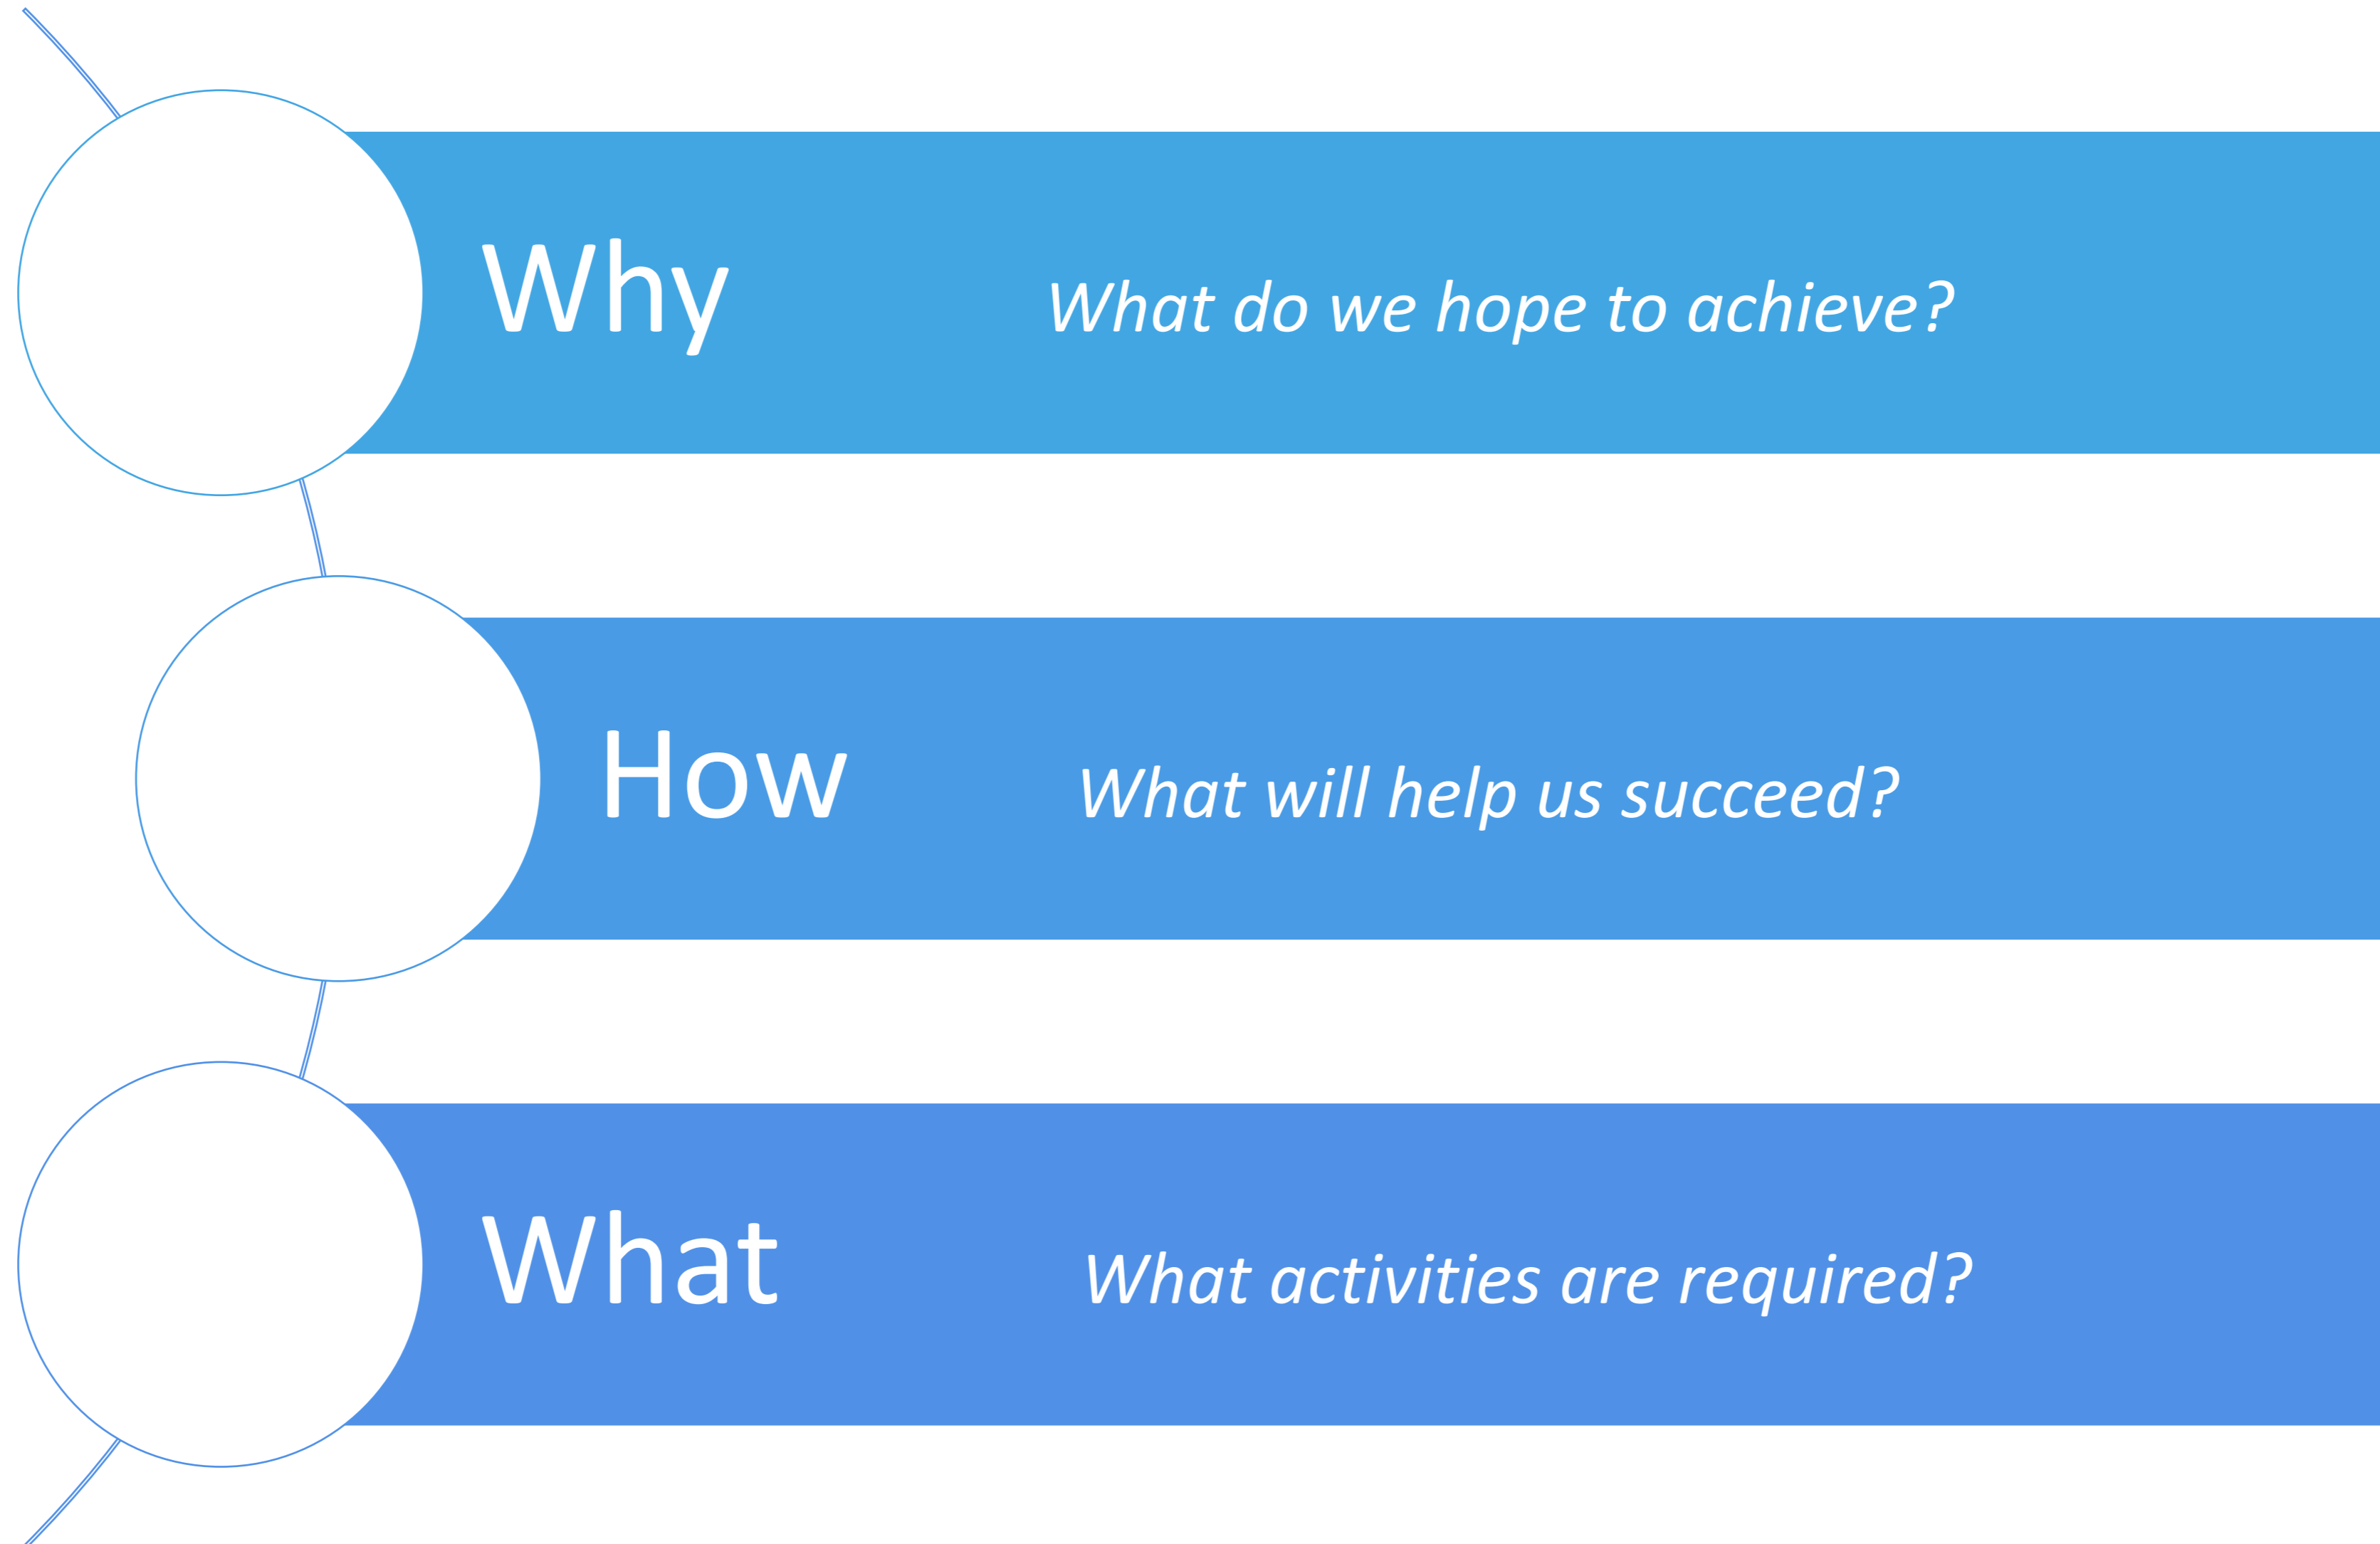 Why What do we hope to achieve?
How What will help us succeed?
What What activities are required?